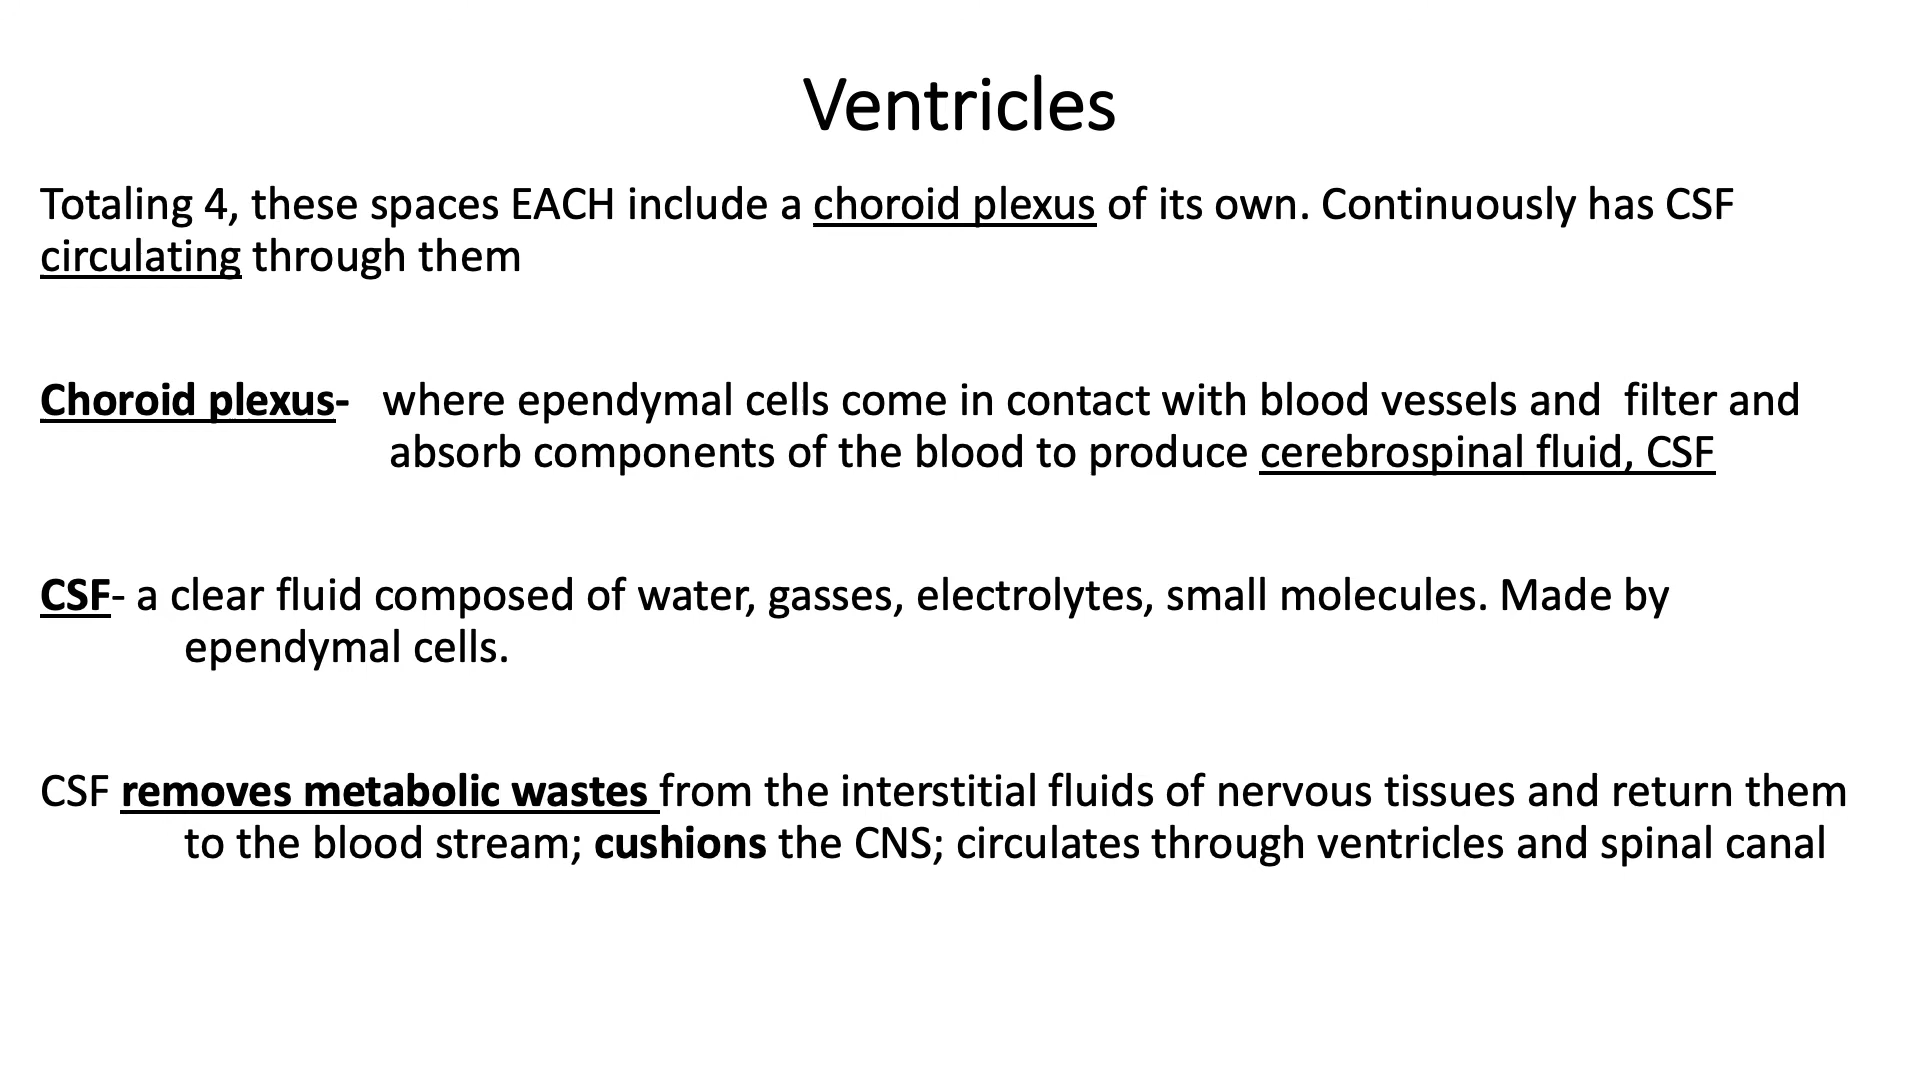 Ventricles
Totaling 4, these spaces EACH include a choroid plexus of its own. Continuously has CSF
circulating through them
Choroid plexus- where ependymal cells come in contact with blood vessels and filter and
absorb components of the blood to produce cerebrospinal fluid, CSF
CSF- a clear fluid composed of water, gasses, electrolytes, small molecules. Made by
ependymal cells.
CSF removes metabolic wastes from the interstitial fluids of nervous tissues and return them
to the blood stream; cushions the CNS; circulates through ventricles and spinal canal